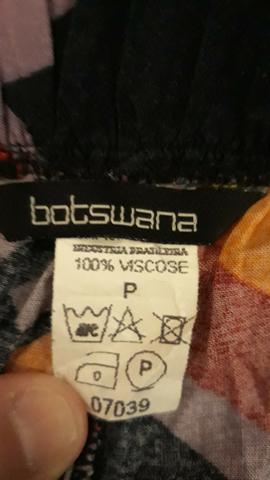 botswana
INDUSTRIA BRASILEIRA
100% VISCOSE
P
40°C
P
07039